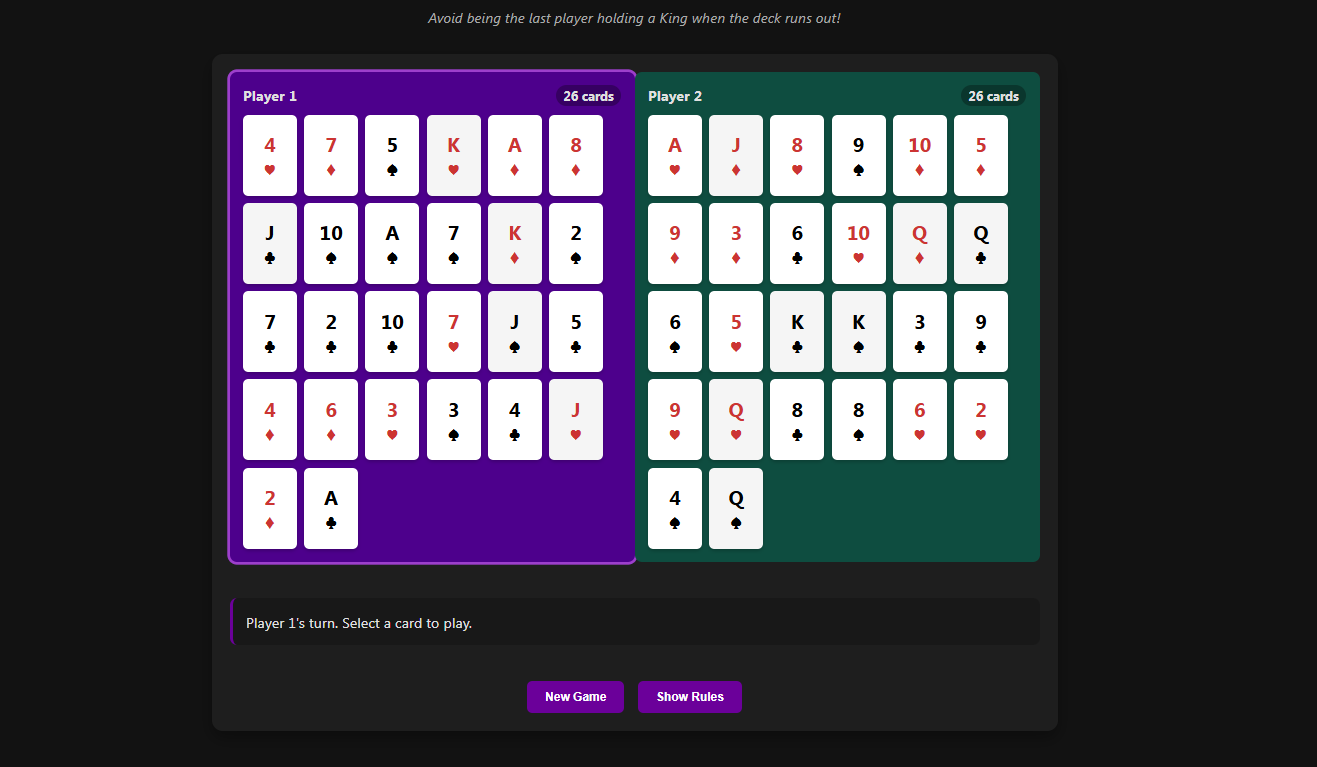 Avoid being the last player holding a King when the deck runs out!
Player 1
26 cards
4 7 5 K A 8
♥ ♦ ♠ ♥ ♦ ♦
J 10 A 7 K 2
♣ ♠ ♠ ♠ ♦ ♠
7 2 10 7 J 5
♣ ♣ ♣ ♥ ♠ ♣
4 6 3 3 4 J
♦ ♦ ♥ ♠ ♣ ♥
2 A
♦ ♣
Player 2
26 cards
A J 8 9 10 5
♥ ♦ ♥ ♠ ♦ ♦
9 3 6 10 Q Q
♦ ♦ ♣ ♥ ♦ ♣
6 5 K K 3 9
♠ ♥ ♣ ♠ ♣ ♣
9 Q 8 8 6 2
♥ ♥ ♣ ♠ ♥ ♥
4 Q
♠ ♠
Player 1's turn. Select a card to play.
New Game
Show Rules